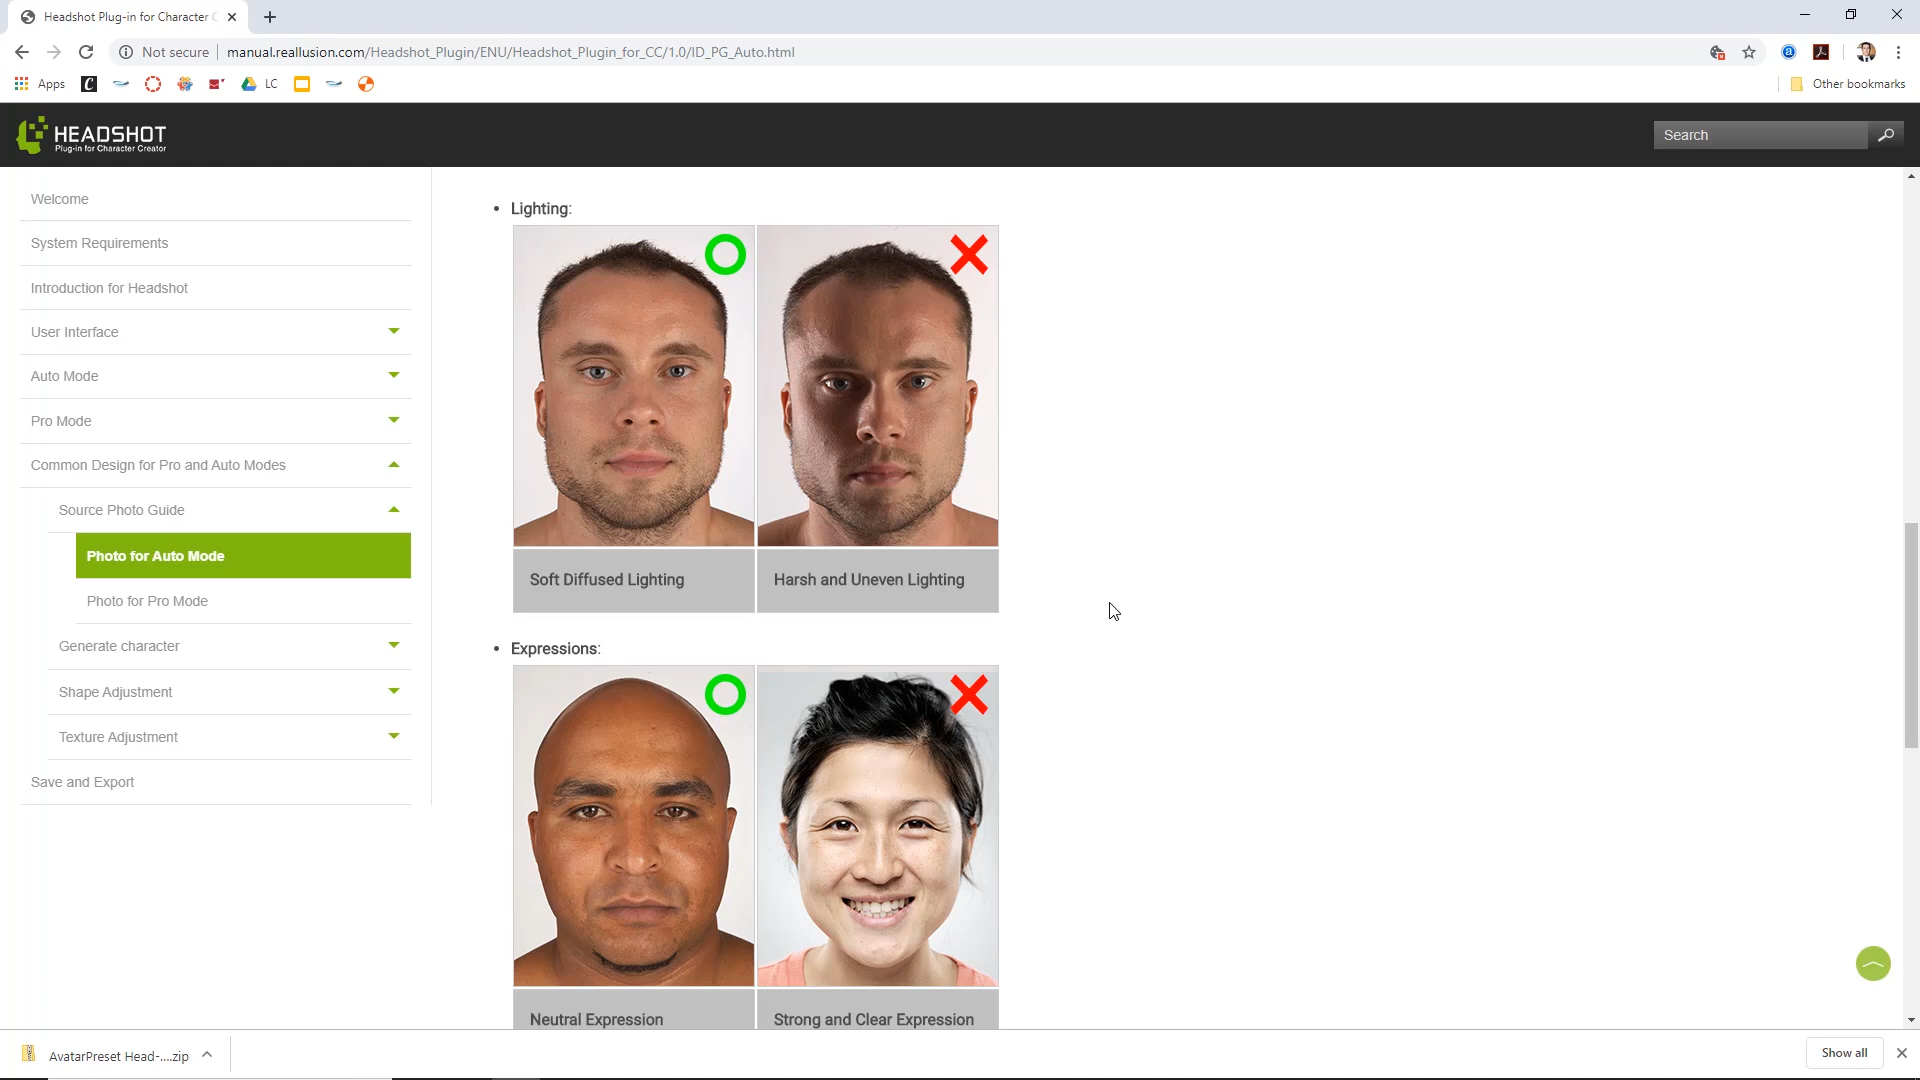 Headshot Plug-in for Character C
Not secure
manual.reallusion.com/Headshot_Plugin/ENU/Headshot_Plugin_for_CC/1.0/ID_PG_Auto.html
Apps
LC
Other bookmarks
HEADSHOT
Plug-in for Character Creator
Search
Welcome
System Requirements
Introduction for Headshot
User Interface
Auto Mode
Pro Mode
Common Design for Pro and Auto Modes
Source Photo Guide
Photo for Auto Mode
Photo for Pro Mode
Generate character
Shape Adjustment
Texture Adjustment
Save and Export
• Lighting:
Soft Diffused Lighting
Harsh and Uneven Lighting
• Expressions:
Neutral Expression
Strong and Clear Expression
AvatarPreset Head-....zip
Show all